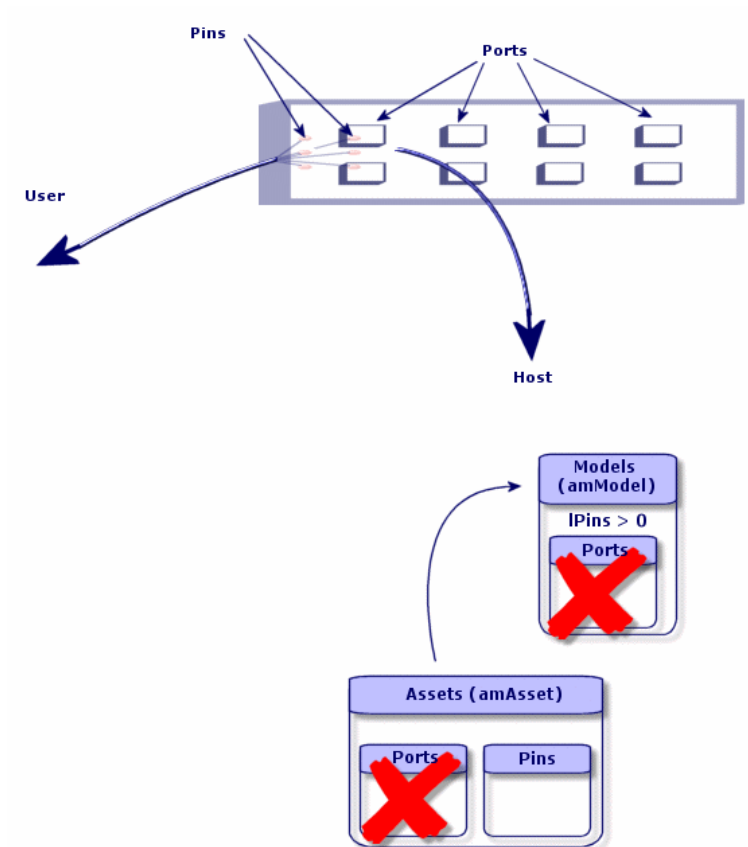 Pins
Ports
User
Host
Models
(amModel)
lPins > 0
Ports
Assets (amAsset)
Ports
Pins